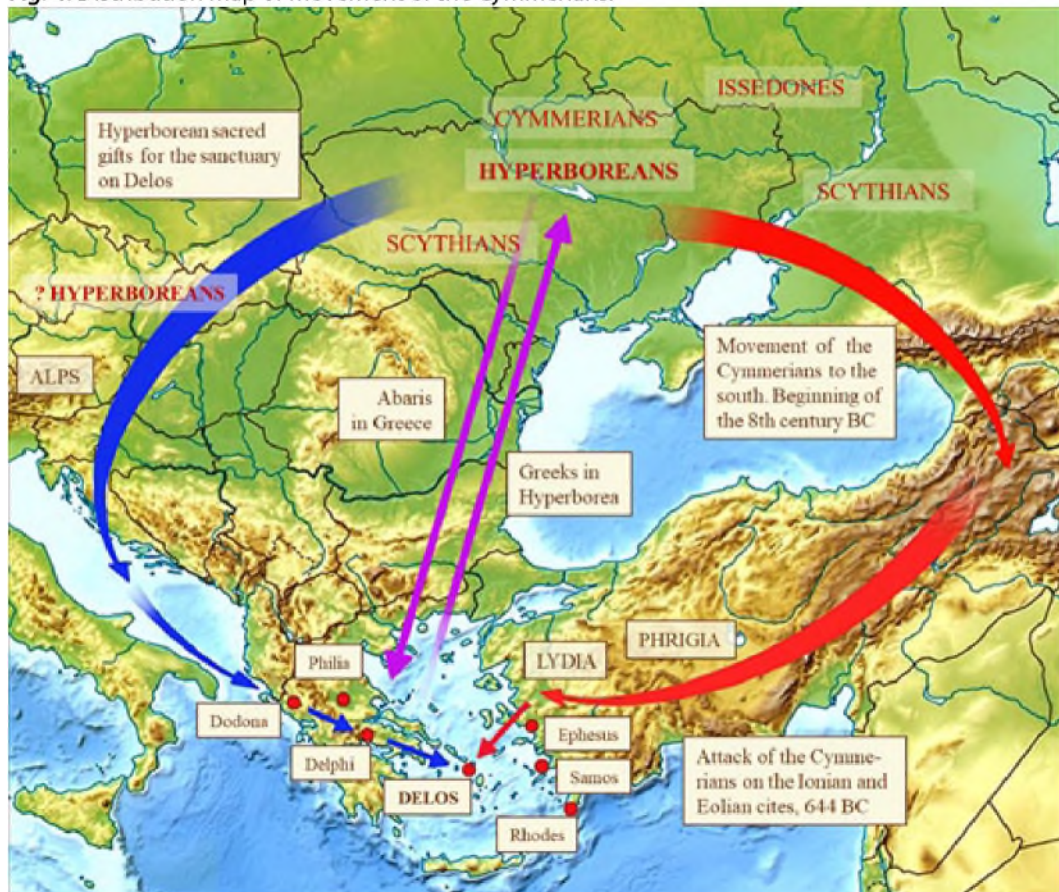 ISSEDONES
CYMMERIANS
Hyperborean sacred
gifts for the sanctuary
on Delos
HYPERBOREANS
SCYTHIANS
SCYTHIANS
? HYPERBOREANS
ALPS
Abaris
in Greece
Movement of the
Cymmerians to the
south. Beginning of
the 8th century BC
Greeks in
Hyperborea
PHRIGIA
LYDIA
Philia
Dodona
Ephesus
Delphi
Samos
DELOS
Attack of the Cymme-
rians on the Ionian and
Eolian cites, 644 BC
Rhodes